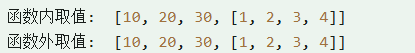 函数内取值： [10, 20, 30, [1, 2, 3, 4]]
函数外取值： [10, 20, 30, [1, 2, 3, 4]]